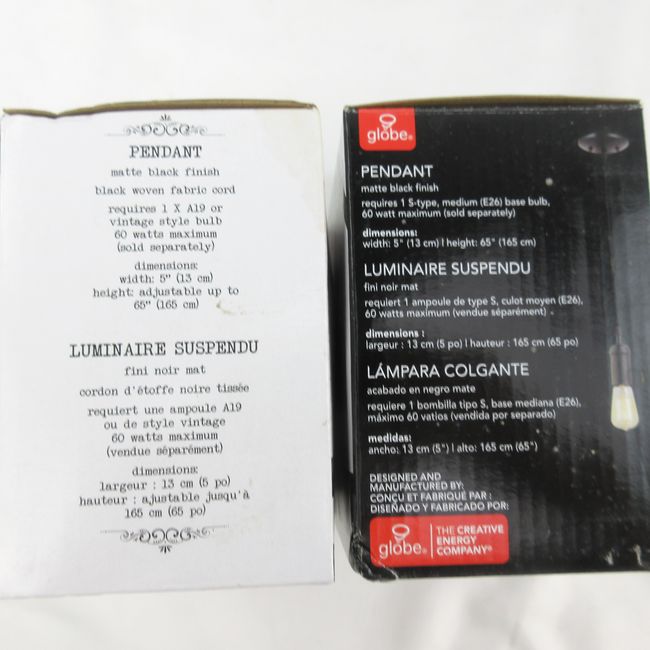 PENDANT
matte black finish
black woven fabric cord
requires 1 X A19 or
vintage style bulb
60 watts maximum
(sold separately)
dimensions:
width: 5" (13 cm)
height: adjustable up to
65" (165 cm)
LUMINAIRE SUSPENDU
fini noir mat
cordon d'étoffe noire tissée
requiert une ampoule A19
ou de style vintage
60 watts maximum
(vendue séparément)
dimensions:
largeur : 13 cm (5 po)
hauteur : ajustable jusqu'à
165 cm (65 po)
globe®
PENDANT
matte black finish
requires 1 S-type, medium (E26) base bulb,
60 watt maximum (sold separately)
dimensions:
width: 5" (13 cm) | height: 65" (165 cm)
LUMINAIRE SUSPENDU
fini noir mat
requiert 1 ampoule de type S, culot moyen (E26),
60 watts maximum (vendue séparément)
dimensions :
largeur : 13 cm (5 po) | hauteur : 165 cm (65 po)
LÁMPARA COLGANTE
acabado en negro mate
requiere 1 bombilla tipo S, base mediana (E26),
máximo 60 vatios (vendida por separado)
medidas:
ancho: 13 cm (5") | alto: 165 cm (65")
DESIGNED AND
MANUFACTURED BY:
CONÇU ET FABRIQUÉ PAR :
DISEÑADO Y FABRICADO POR:
globe®
THE CREATIVE
ENERGY
COMPANY®